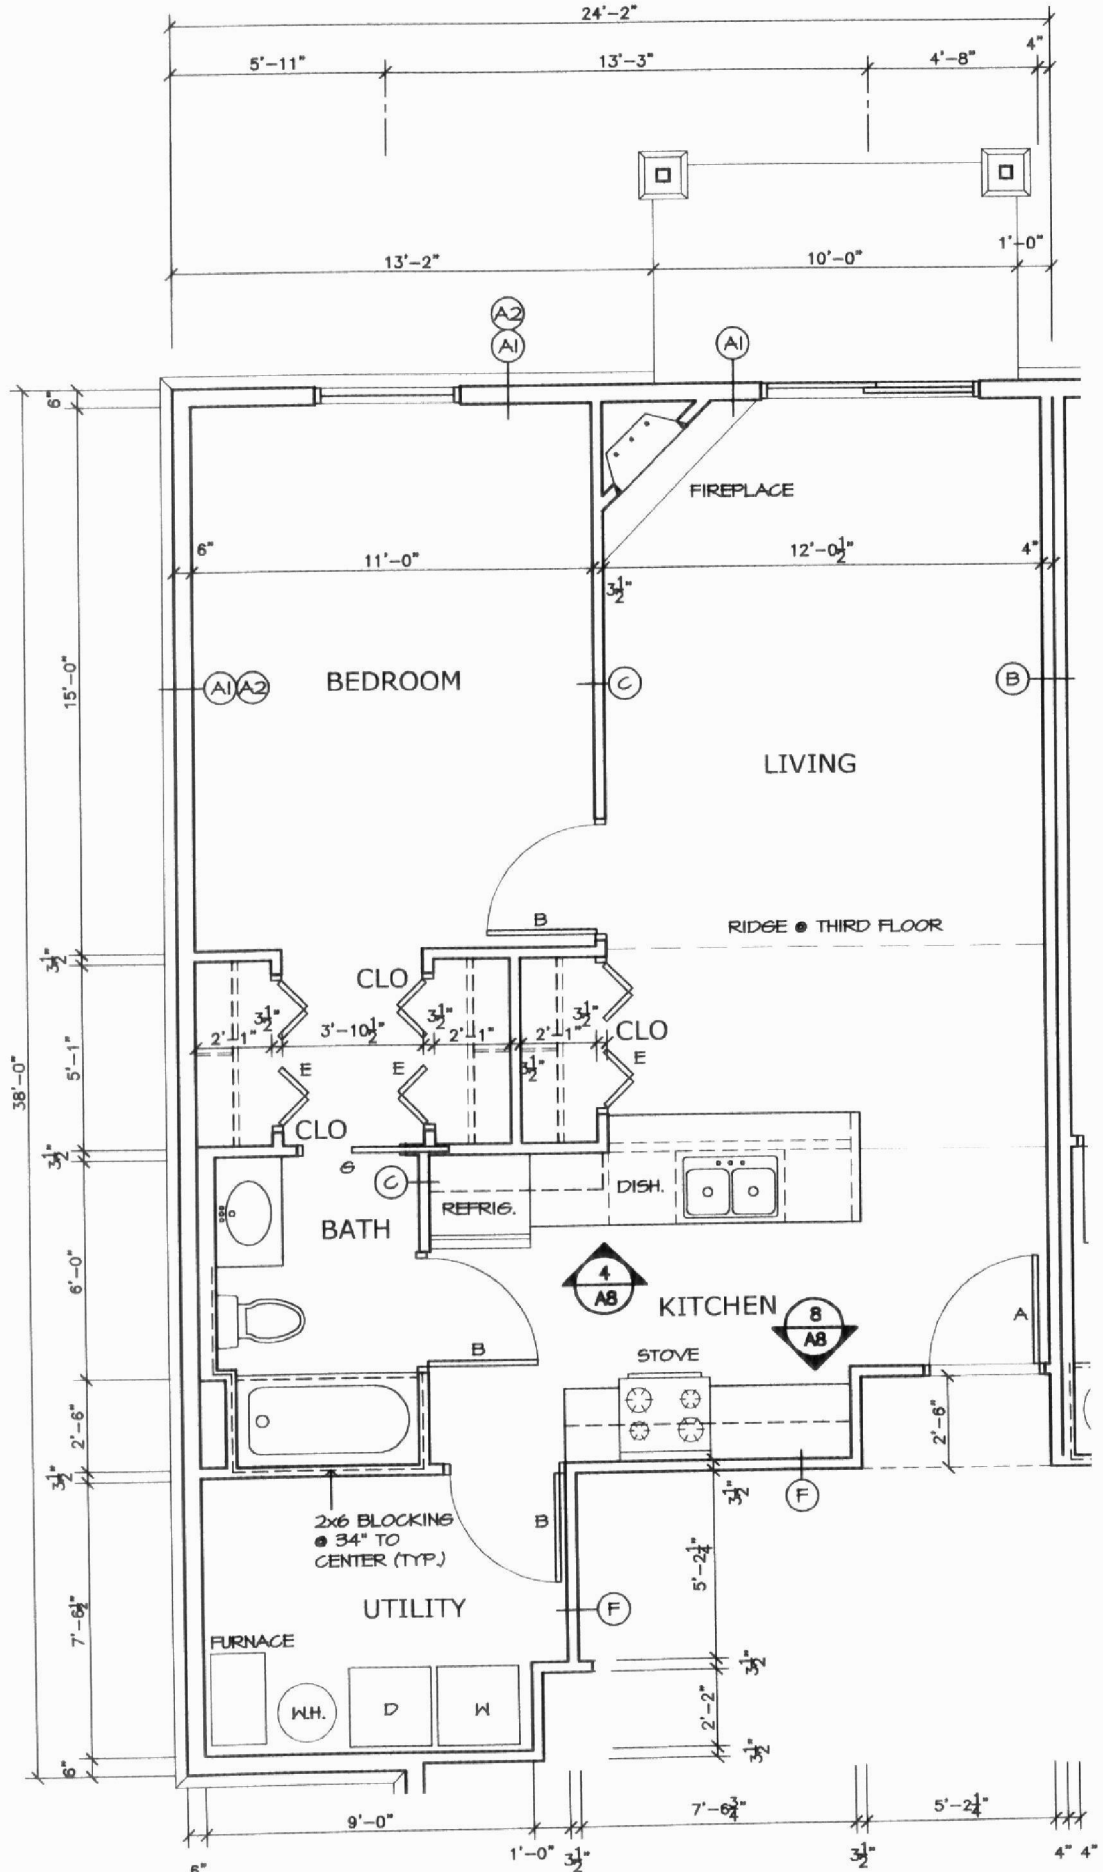 24'-2"
5'-11" 13'-3" 4'-8" 4"
13'-2" 10'-0" 1'-0"
A2
A1
A1
6"
FIREPLACE
6" 11'-0" 12'-0½" 4"
3½"
15'-0"
BEDROOM
A1 A2
C
B
LIVING
B
RIDGE @ THIRD FLOOR
3½"
CLO
2'-1" 3½" 3'-10½" 3½" 2'-1" 2'-1" 3½"
CLO
3½"
38'-0"
5'-1"
E E E
CLO
3½"
G
C
DISH.
REFRIG.
BATH
6'-0"
4
A8
KITCHEN
8
A8
A
B
STOVE
2'-6"
2'-6"
3½"
3½"
F
2x6 BLOCKING
@ 34" TO
CENTER (TYP.)
B
5'-2¼"
7'-6½"
UTILITY
F
FURNACE
3½"
W.H.
D
W
2'-2"
3½"
6"
9'-0" 7'-6¾" 5'-2¼"
6" 1'-0" 3½" 3½" 4" 4"